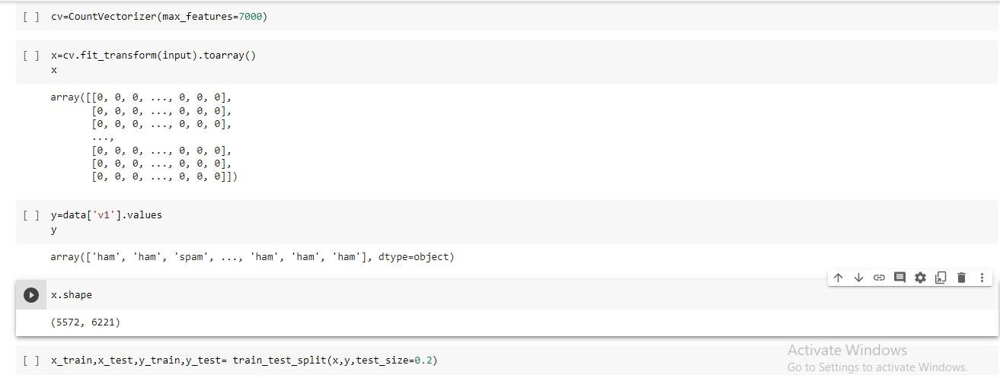 [ ] cv=CountVectorizer(max_features=7000)
[ ] x=cv.fit_transform(input).toarray()
x
array([[0, 0, 0, ..., 0, 0, 0],
[0, 0, 0, ..., 0, 0, 0],
[0, 0, 0, ..., 0, 0, 0],
...,
[0, 0, 0, ..., 0, 0, 0],
[0, 0, 0, ..., 0, 0, 0],
[0, 0, 0, ..., 0, 0, 0]])
[ ] y=data['v1'].values
y
array(['ham', 'ham', 'spam', ..., 'ham', 'ham', 'ham'], dtype=object)
x.shape
(5572, 6221)
[ ] x_train,x_test,y_train,y_test= train_test_split(x,y,test_size=0.2)
Activate Windows
Go to Settings to activate Windows.